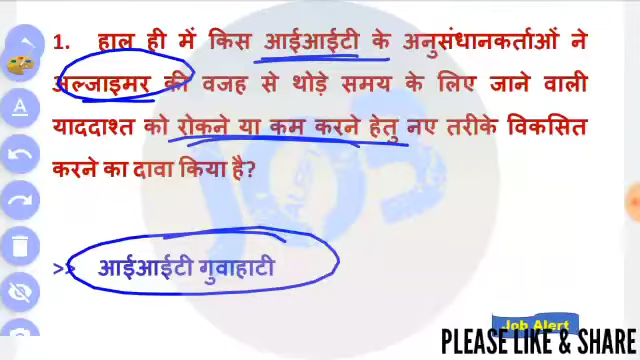 1. हाल ही में किस आईआईटी के अनुसंधानकर्ताओं ने
अल्जाइमर की वजह से थोड़े समय के लिए जाने वाली
याददाश्त को रोकने या कम करने हेतु नए तरीके विकसित
करने का दावा किया है?
>> आईआईटी गुवाहाटी
Job Alert
PLEASE LIKE & SHARE